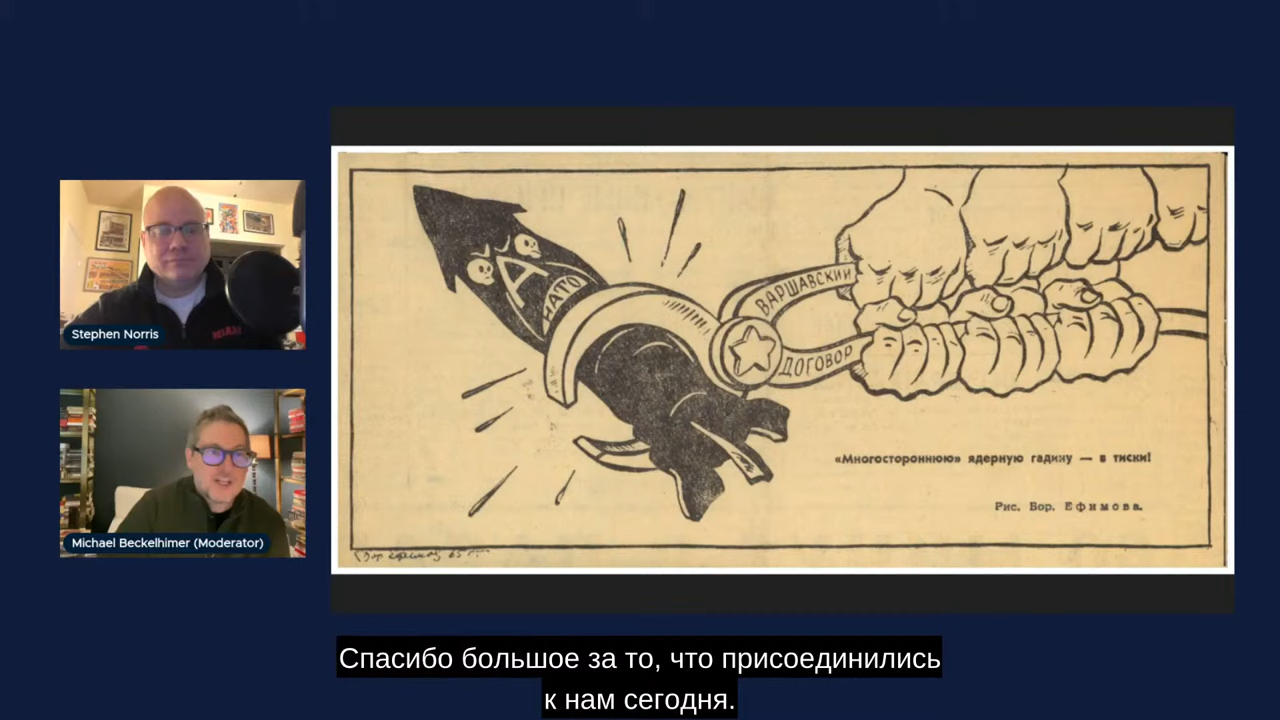 Stephen Norris
Michael Beckelhimer (Moderator)
А
НАТО
ВАРШАВСКИЙ
ДОГОВОР
«Многостороннюю» ядерную гадину — в тиски!
Рис. Бор. Ефимова.
Спасибо большое за то, что присоединились
к нам сегодня.